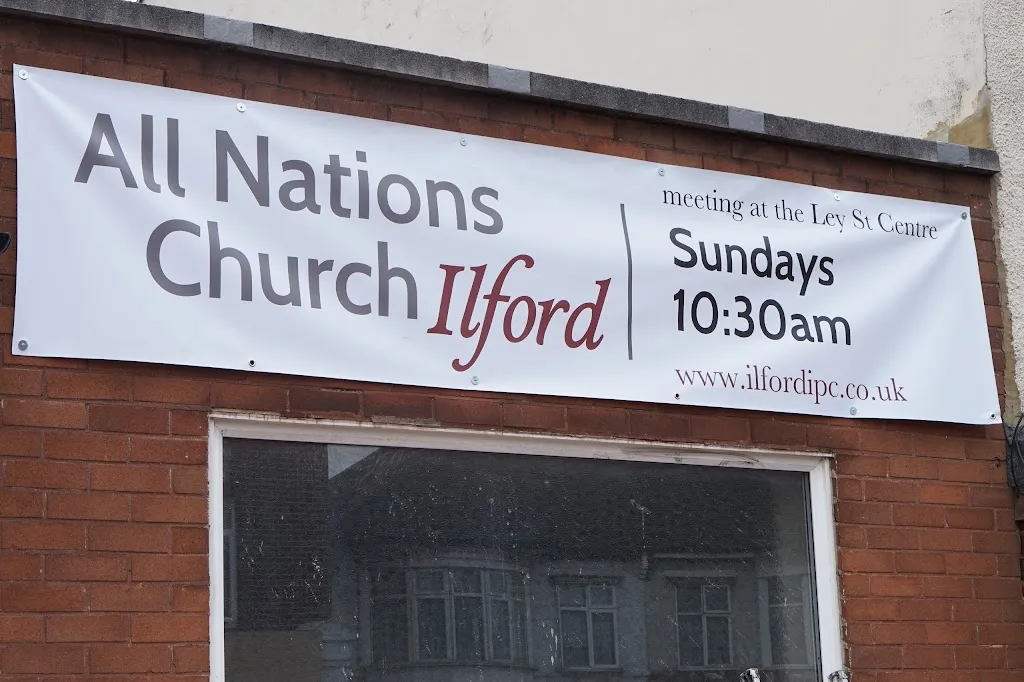 All Nations
Church Ilford
meeting at the Ley St Centre
Sundays
10:30am
www.ilfordipc.co.uk